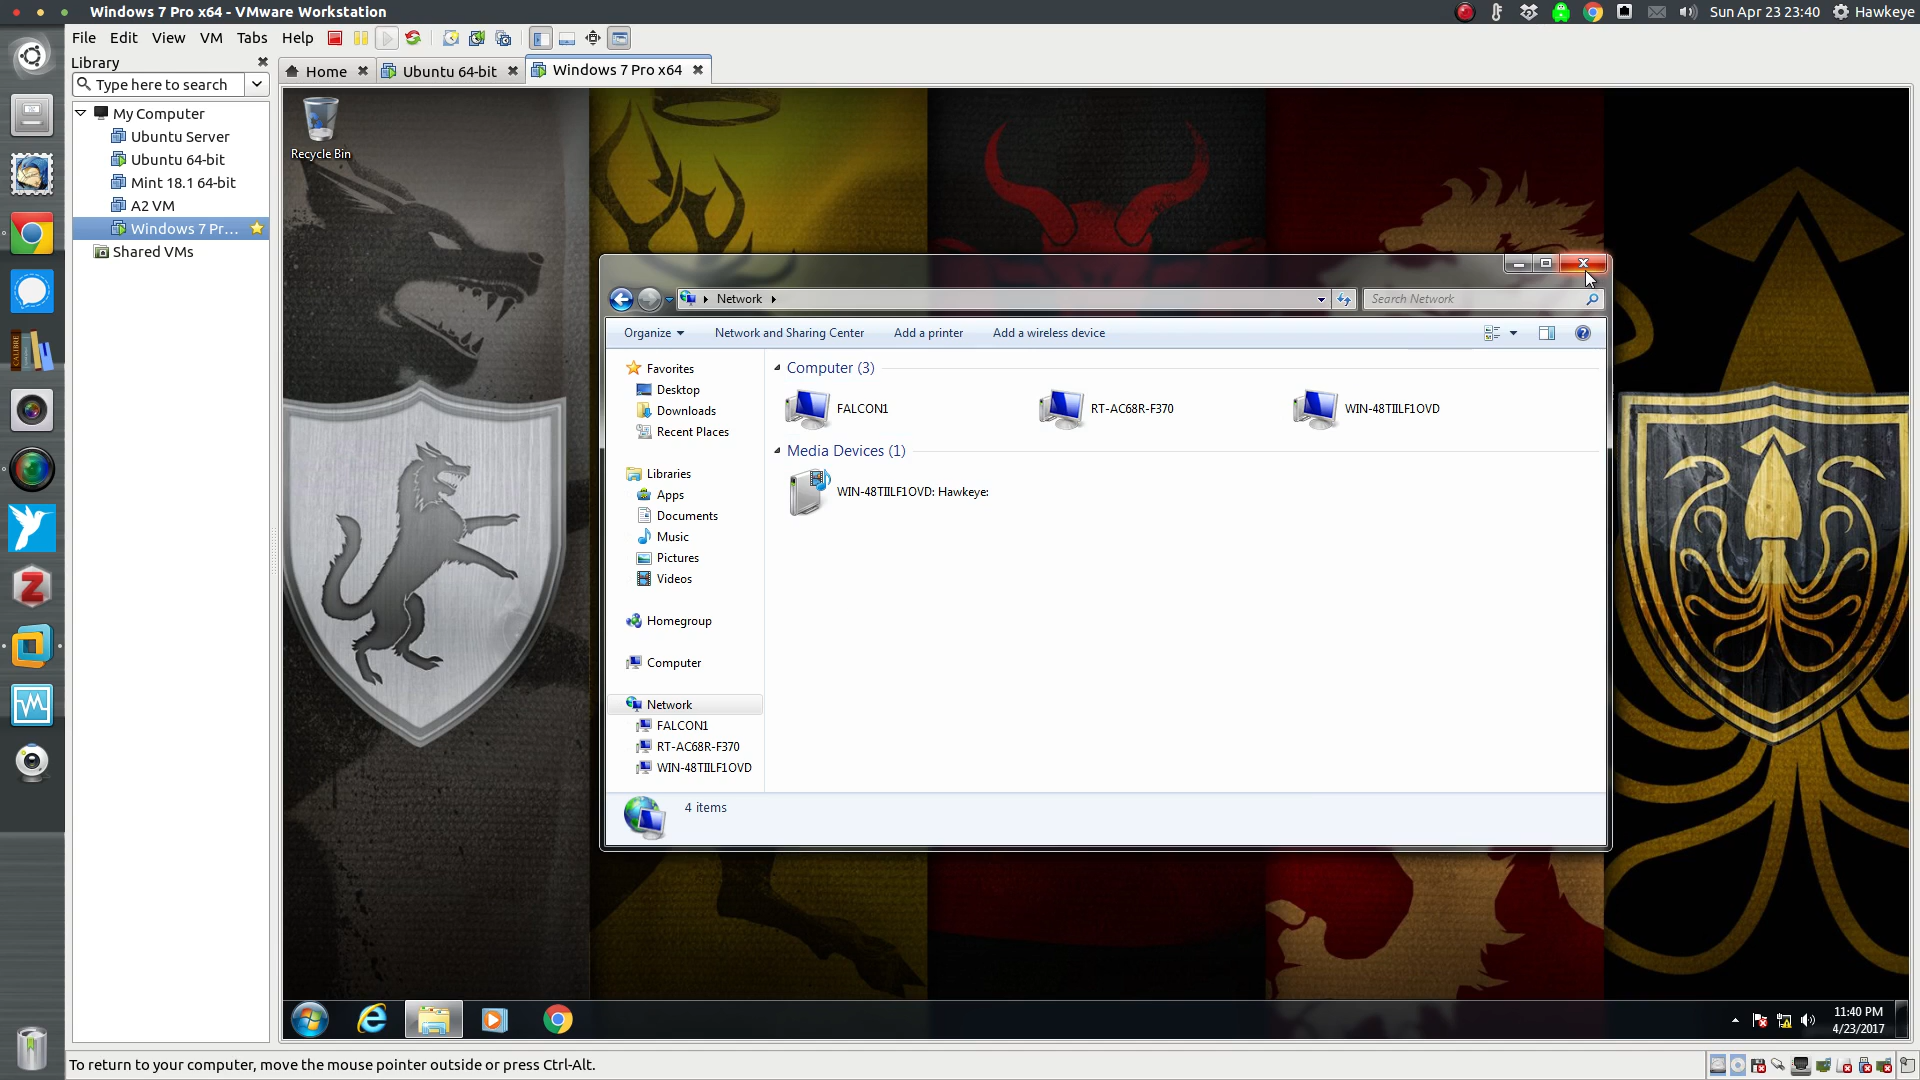 Windows 7 Pro x64 - VMware Workstation
Sun Apr 23 23:40
Hawkeye
File Edit View VM Tabs Help
Library
Type here to search
My Computer
Ubuntu Server
Ubuntu 64-bit
Mint 18.1 64-bit
A2 VM
Windows 7 Pr...
Shared VMs
Home
Ubuntu 64-bit
Windows 7 Pro x64
Recycle Bin
Network
Search Network
Organize
Network and Sharing Center
Add a printer
Add a wireless device
Favorites
Desktop
Downloads
Recent Places
Libraries
Apps
Documents
Music
Pictures
Videos
Homegroup
Computer
Network
FALCON1
RT-AC68R-F370
WIN-48TIILF1OVD
Computer (3)
FALCON1
RT-AC68R-F370
WIN-48TIILF1OVD
Media Devices (1)
WIN-48TIILF1OVD: Hawkeye:
4 items
CALIBRE
Z
11:40 PM
4/23/2017
To return to your computer, move the mouse pointer outside or press Ctrl-Alt.